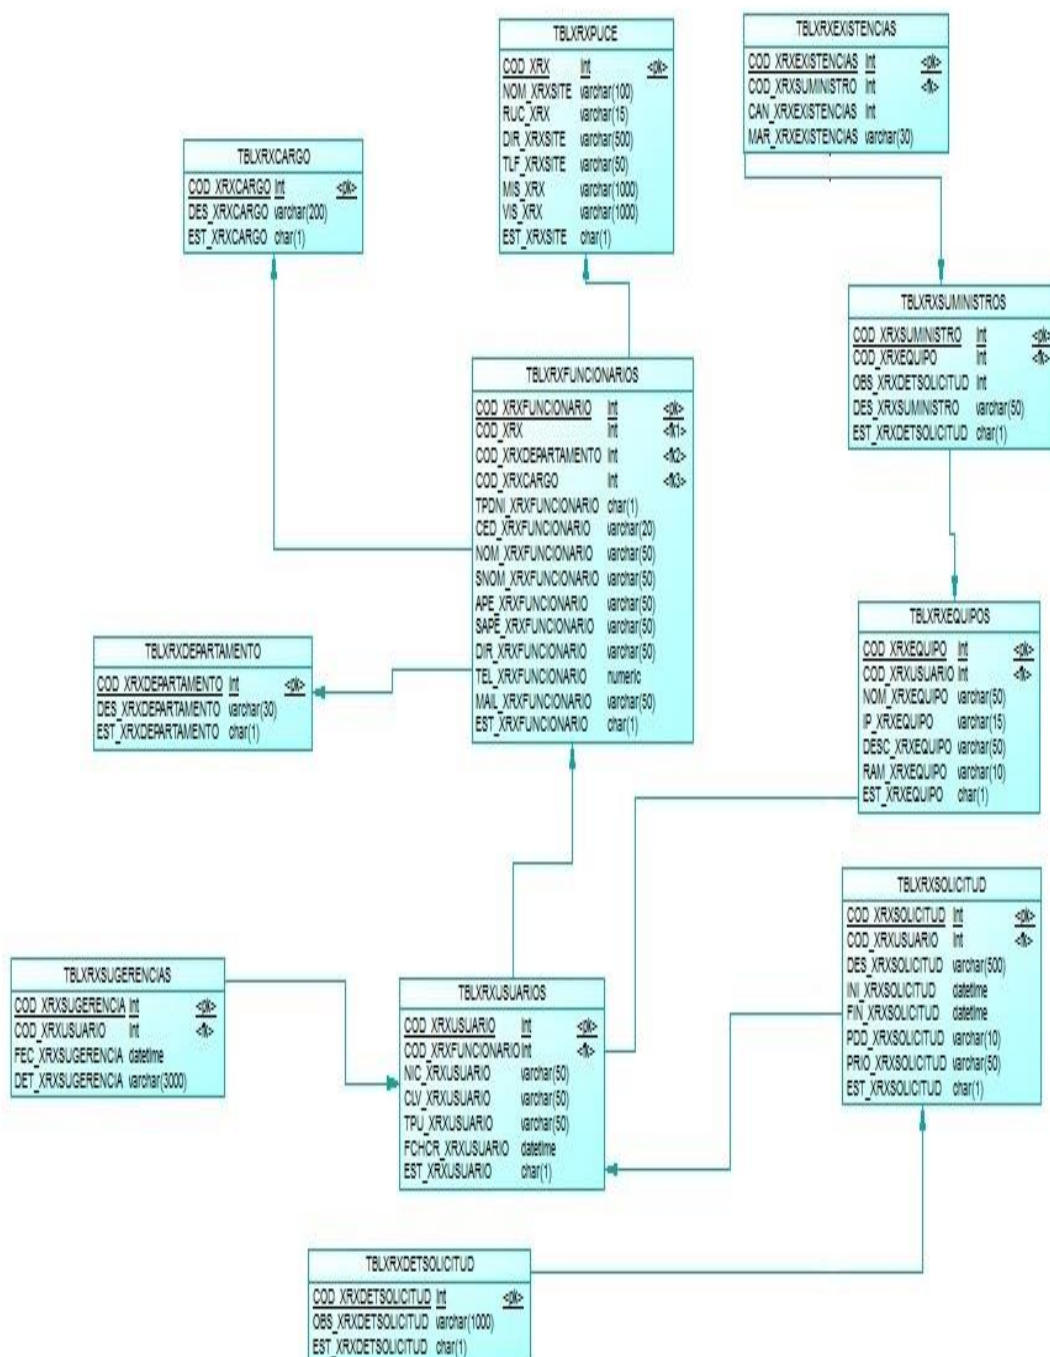 TBLXRXPUCE
COD_XRX Int <pk>
NOM_XRXSITE varchar(100)
RUC_XRX varchar(15)
DIR_XRXSITE varchar(500)
TLF_XRXSITE varchar(50)
MIS_XRX varchar(1000)
VIS_XRX varchar(1000)
EST_XRXSITE char(1)
TBLXRXEXISTENCIAS
COD_XRXEXISTENCIAS Int <pk>
COD_XRXSUMINISTRO Int <fk>
CAN_XRXEXISTENCIAS Int
MAR_XRXEXISTENCIAS varchar(30)
TBLXRXCARGO
COD_XRXCARGO Int <pk>
DES_XRXCARGO varchar(200)
EST_XRXCARGO char(1)
TBLXRXSUMINISTROS
COD_XRXSUMINISTRO Int <pk>
COD_XRXEQUIPO Int <fk>
OBS_XRXDETSOLICITUD Int
DES_XRXSUMINISTRO varchar(50)
EST_XRXDETSOLICITUD char(1)
TBLXRXFUNCIONARIOS
COD_XRXFUNCIONARIO Int <pk>
COD_XRX Int <fk1>
COD_XRXDEPARTAMENTO Int <fk2>
COD_XRXCARGO Int <fk3>
TPDNI_XRXFUNCIONARIO char(1)
CED_XRXFUNCIONARIO varchar(20)
NOM_XRXFUNCIONARIO varchar(50)
SNOM_XRXFUNCIONARIO varchar(50)
APE_XRXFUNCIONARIO varchar(50)
SAPE_XRXFUNCIONARIO varchar(50)
DIR_XRXFUNCIONARIO varchar(50)
TEL_XRXFUNCIONARIO numeric
MAIL_XRXFUNCIONARIO varchar(50)
EST_XRXFUNCIONARIO char(1)
TBLXRXDEPARTAMENTO
COD_XRXDEPARTAMENTO Int <pk>
DES_XRXDEPARTAMENTO varchar(30)
EST_XRXDEPARTAMENTO char(1)
TBLXRXEQUIPOS
COD_XRXEQUIPO Int <pk>
COD_XRXUSUARIO Int <fk>
NOM_XRXEQUIPO varchar(50)
IP_XRXEQUIPO varchar(15)
DESC_XRXEQUIPO varchar(50)
RAM_XRXEQUIPO varchar(10)
EST_XRXEQUIPO char(1)
TBLXRXSOLICITUD
COD_XRXSOLICITUD Int <pk>
COD_XRXUSUARIO Int <fk>
DES_XRXSOLICITUD varchar(500)
INI_XRXSOLICITUD datetime
FIN_XRXSOLICITUD datetime
PDD_XRXSOLICITUD varchar(10)
PRIO_XRXSOLICITUD varchar(50)
EST_XRXSOLICITUD char(1)
TBLXRXSUGERENCIAS
COD_XRXSUGERENCIA Int <pk>
COD_XRXUSUARIO Int <fk>
FEC_XRXSUGERENCIA datetime
DET_XRXSUGERENCIA varchar(3000)
TBLXRXUSUARIOS
COD_XRXUSUARIO Int <pk>
COD_XRXFUNCIONARIO Int <fk>
NIC_XRXUSUARIO varchar(50)
CLV_XRXUSUARIO varchar(50)
TPU_XRXUSUARIO varchar(50)
FCHCR_XRXUSUARIO datetime
EST_XRXUSUARIO char(1)
TBLXRXDETSOLICITUD
COD_XRXDETSOLICITUD Int <pk>
OBS_XRXDETSOLICITUD varchar(1000)
EST_XRXDETSOLICITUD char(1)